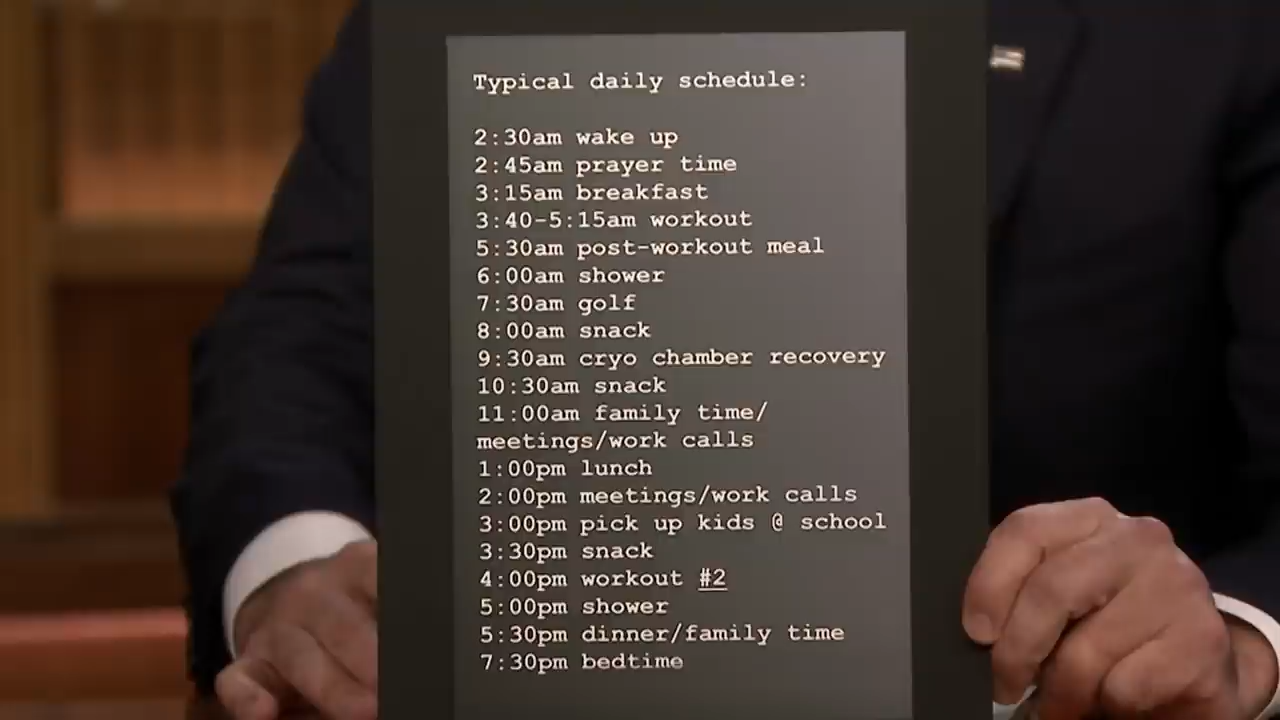 Typical daily schedule:
2:30am wake up
2:45am prayer time
3:15am breakfast
3:40-5:15am workout
5:30am post-workout meal
6:00am shower
7:30am golf
8:00am snack
9:30am cryo chamber recovery
10:30am snack
11:00am family time/
meetings/work calls
1:00pm lunch
2:00pm meetings/work calls
3:00pm pick up kids @ school
3:30pm snack
4:00pm workout #2
5:00pm shower
5:30pm dinner/family time
7:30pm bedtime